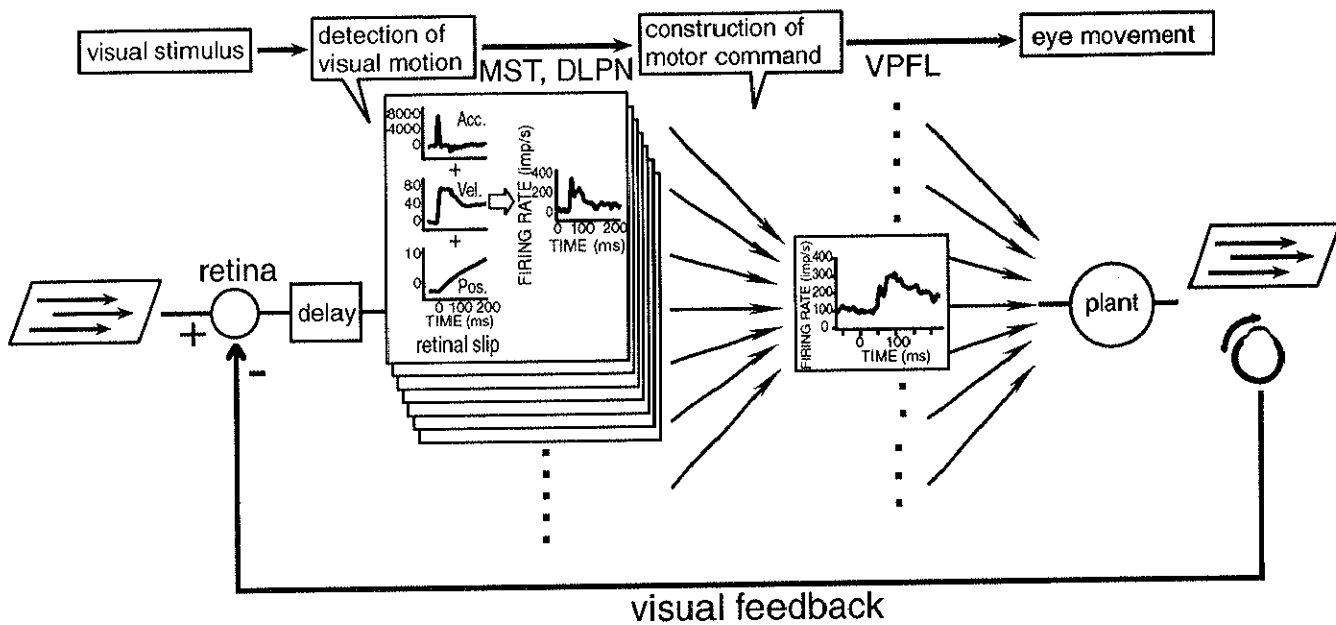 visual stimulus
detection of
visual motion
MST, DLPN
construction of
motor command
VPFL
eye movement
8000
4000
0
Acc.
+
80
40
0
Vel.
+
10
0
Pos.
0 100 200
TIME (ms)
retinal slip
FIRING RATE (imp/s)
400
200
0
0 100 200
TIME (ms)
retina
+
-
delay
FIRING RATE (imp/s)
400
300
200
100
0
0 100
TIME (ms)
plant
visual feedback